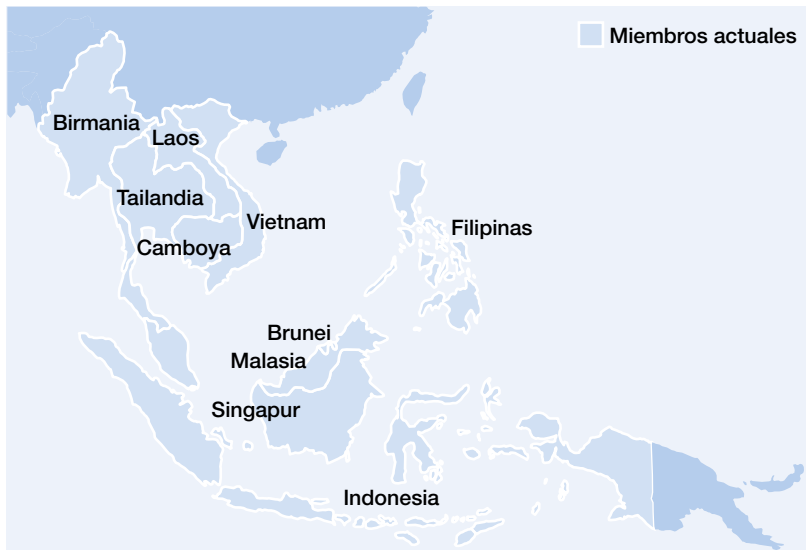 Miembros actuales
Birmania
Laos
Tailandia
Vietnam
Camboya
Filipinas
Brunei
Malasia
Singapur
Indonesia